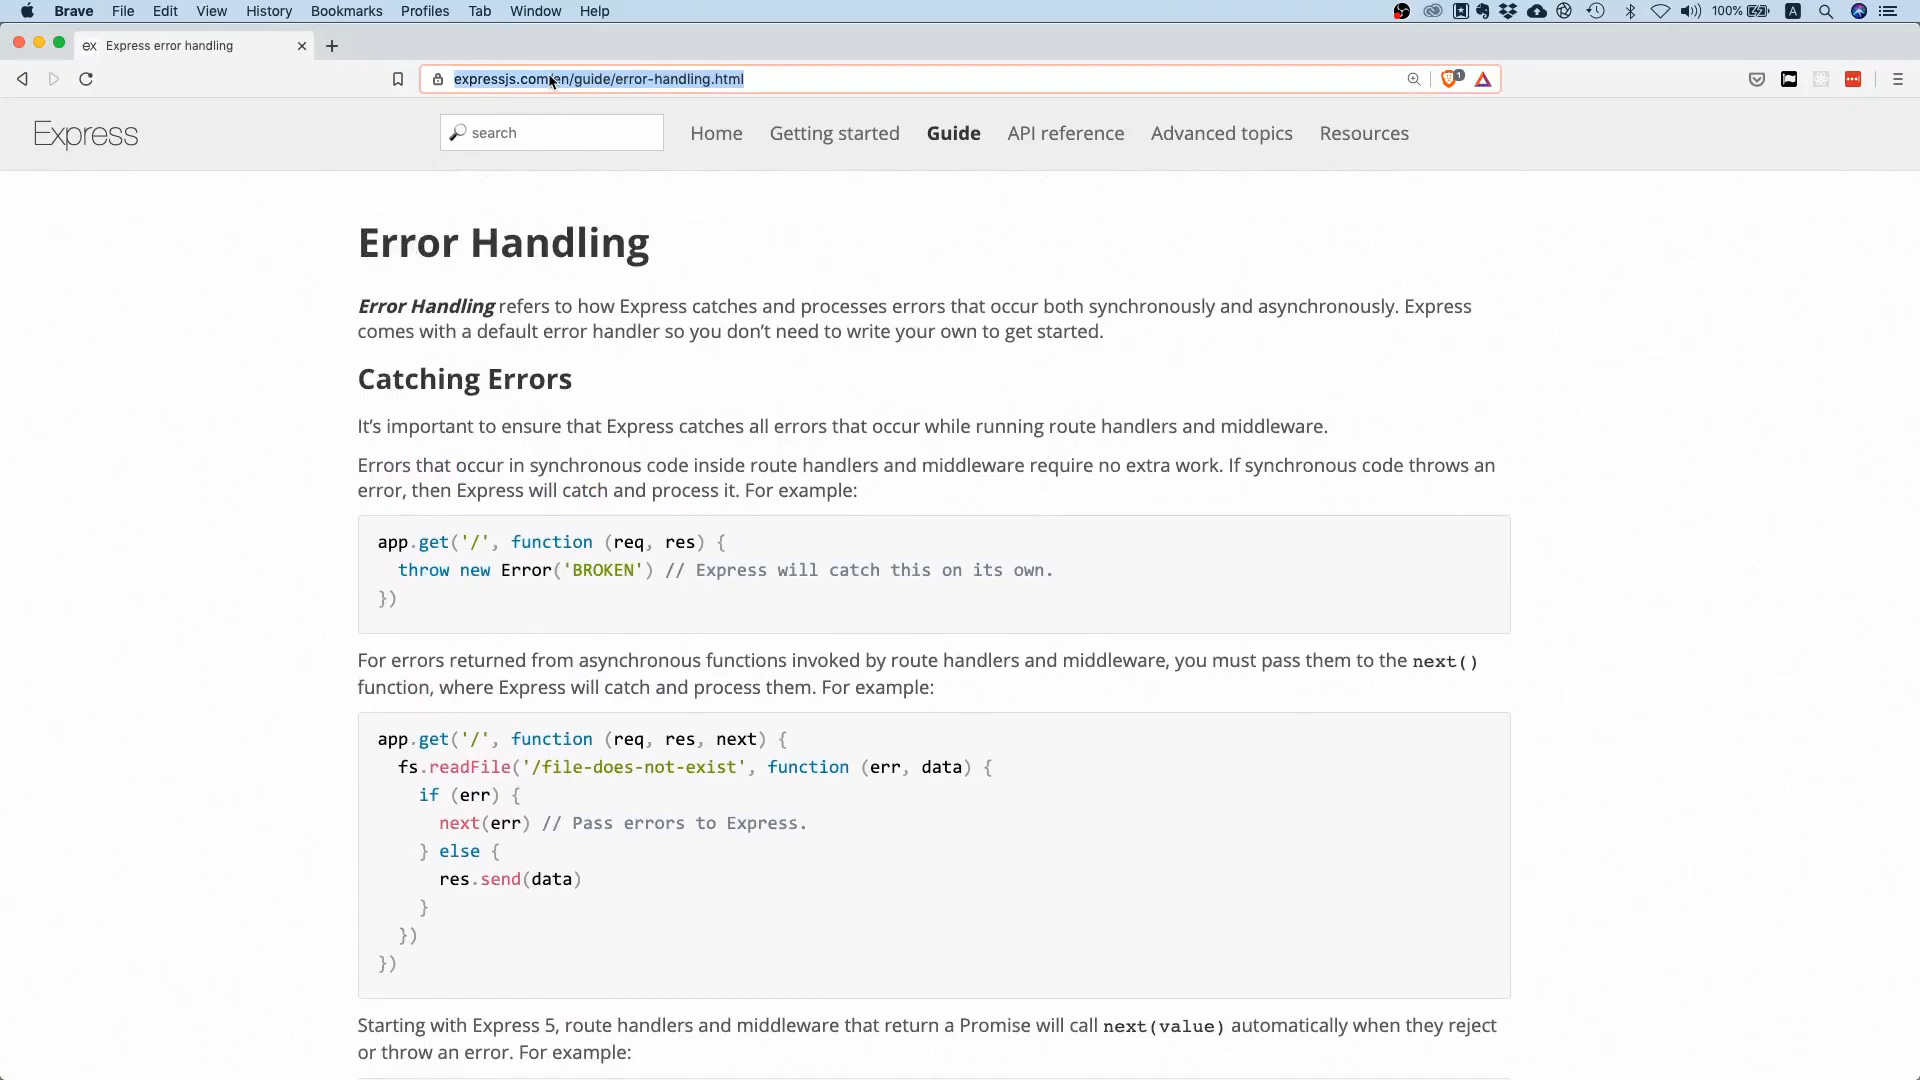 Brave File Edit View History Bookmarks Profiles Tab Window Help 100% A
ex Express error handling
expressjs.com/en/guide/error-handling.html 1
Express search Home Getting started Guide API reference Advanced topics Resources
Error Handling
Error Handling refers to how Express catches and processes errors that occur both synchronously and asynchronously. Express
comes with a default error handler so you don’t need to write your own to get started.
Catching Errors
It’s important to ensure that Express catches all errors that occur while running route handlers and middleware.
Errors that occur in synchronous code inside route handlers and middleware require no extra work. If synchronous code throws an
error, then Express will catch and process it. For example:
app.get('/', function (req, res) {
  throw new Error('BROKEN') // Express will catch this on its own.
})
For errors returned from asynchronous functions invoked by route handlers and middleware, you must pass them to the next()
function, where Express will catch and process them. For example:
app.get('/', function (req, res, next) {
  fs.readFile('/file-does-not-exist', function (err, data) {
    if (err) {
      next(err) // Pass errors to Express.
    } else {
      res.send(data)
    }
  })
})
Starting with Express 5, route handlers and middleware that return a Promise will call next(value) automatically when they reject
or throw an error. For example: